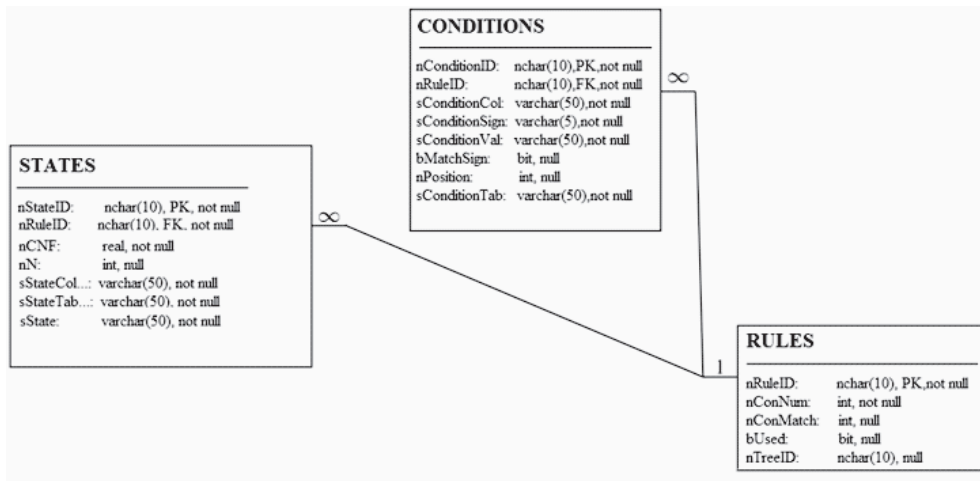 CONDITIONS
nConditionID: nchar(10),PK,not null
nRuleID: nchar(10),FK,not null
sConditionCol: varchar(50),not null
sConditionSign: varchar(5),not null
sConditionVal: varchar(50),not null
bMatchSign: bit, null
nPosition: int, null
sConditionTab: varchar(50),not null
∞
STATES
nStateID: nchar(10), PK, not null
nRuleID: nchar(10), FK, not null
nCNF: real, not null
nN: int, null
sStateCol...: varchar(50), not null
sStateTab...: varchar(50), not null
sState: varchar(50), not null
∞
1
RULES
nRuleID: nchar(10), PK,not null
nConNum: int, not null
nConMatch: int, null
bUsed: bit, null
nTreeID: nchar(10), null